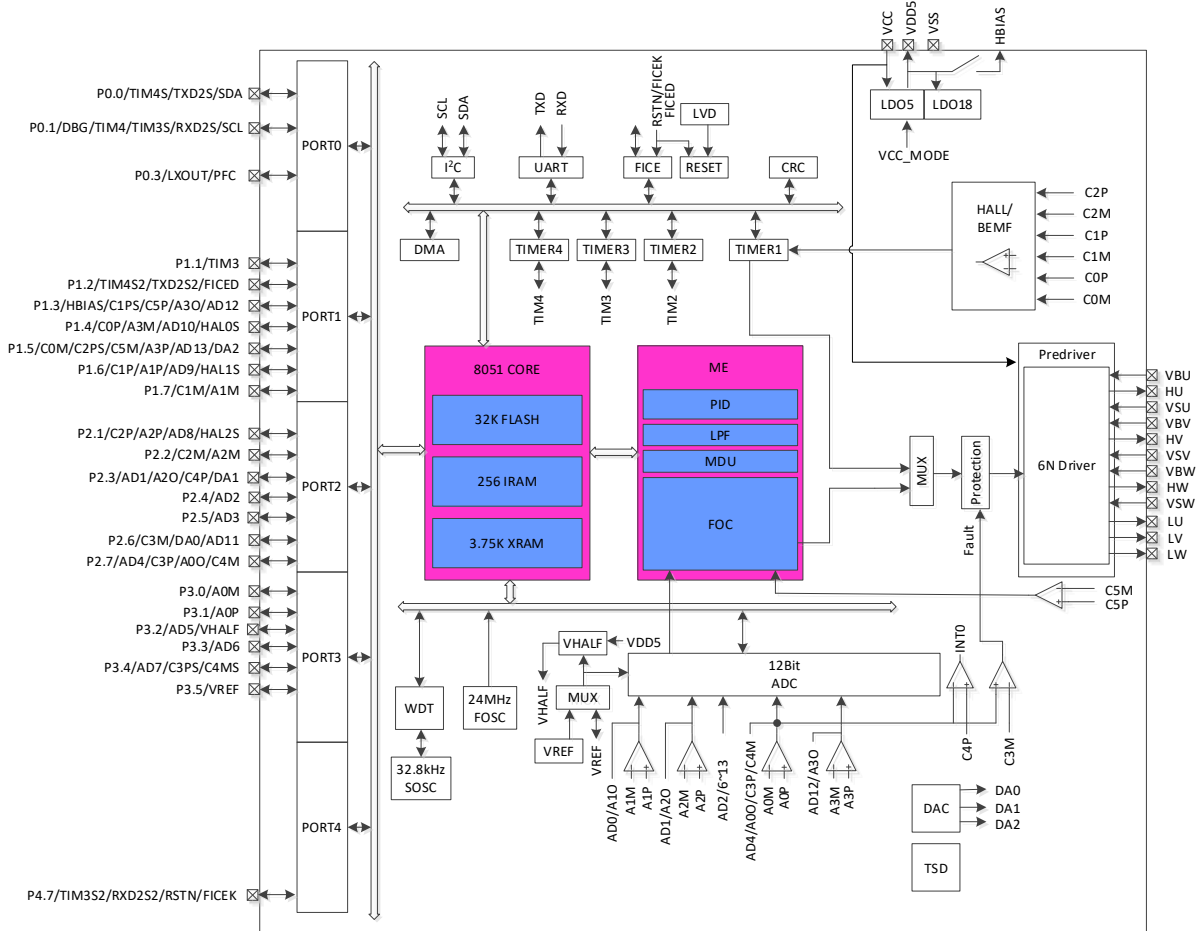 VCC
VDD5
VSS
HBIAS
LDO5
LDO18
VCC_MODE
P0.0/TIM4S/TXD2S/SDA
P0.1/DBG/TIM4/TIM3S/RXD2S/SCL
P0.3/LXOUT/PFC
PORT0
P1.1/TIM3
P1.2/TIM4S2/TXD2S2/FICED
P1.3/HBIAS/C1PS/C5P/A3O/AD12
P1.4/C0P/A3M/AD10/HAL0S
P1.5/C0M/C2PS/C5M/A3P/AD13/DA2
P1.6/C1P/A1P/AD9/HAL1S
P1.7/C1M/A1M
PORT1
P2.1/C2P/A2P/AD8/HAL2S
P2.2/C2M/A2M
P2.3/AD1/A2O/C4P/DA1
P2.4/AD2
P2.5/AD3
P2.6/C3M/DA0/AD11
P2.7/AD4/C3P/A0O/C4M
PORT2
P3.0/A0M
P3.1/A0P
P3.2/AD5/VHALF
P3.3/AD6
P3.4/AD7/C3PS/C4MS
P3.5/VREF
PORT3
PORT4
P4.7/TIM3S2/RXD2S2/RSTN/FICEK
SCL
SDA
TXD
RXD
RSTN/FICEK
FICED
LVD
I²C
UART
FICE
RESET
CRC
DMA
TIMER4
TIMER3
TIMER2
TIMER1
TIM4
TIM3
TIM2
HALL/
BEMF
C2P
C2M
C1P
C1M
C0P
C0M
8051 CORE
32K FLASH
256 IRAM
3.75K XRAM
ME
PID
LPF
MDU
FOC
MUX
Protection
Fault
Predriver
6N Driver
VBU
HU
VSU
VBV
HV
VSV
VBW
HW
VSW
LU
LV
LW
C5M
C5P
WDT
32.8kHz
SOSC
24MHz
FOSC
VHALF
VDD5
VHALF
MUX
VREF
VREF
12Bit
ADC
AD0/A1O
A1M
A1P
AD1/A2O
A2M
A2P
AD2/6~13
AD4/A0O/C3P/C4M
A0M
A0P
AD12/A3O
A3M
A3P
INT0
C4P
C3M
DAC
DA0
DA1
DA2
TSD